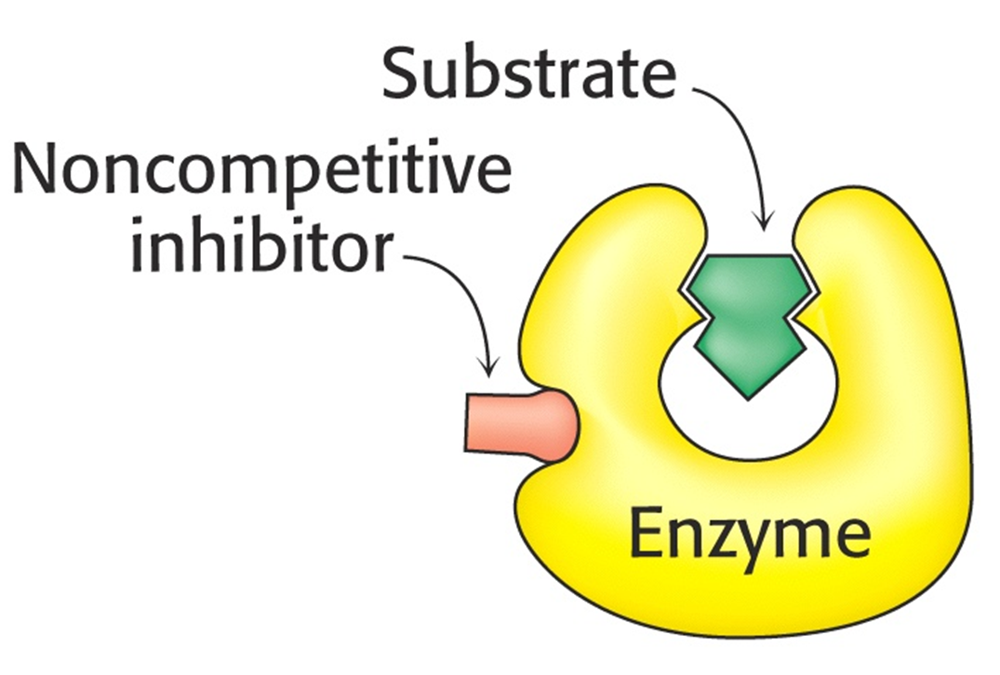 Substrate
Noncompetitive
inhibitor
Enzyme